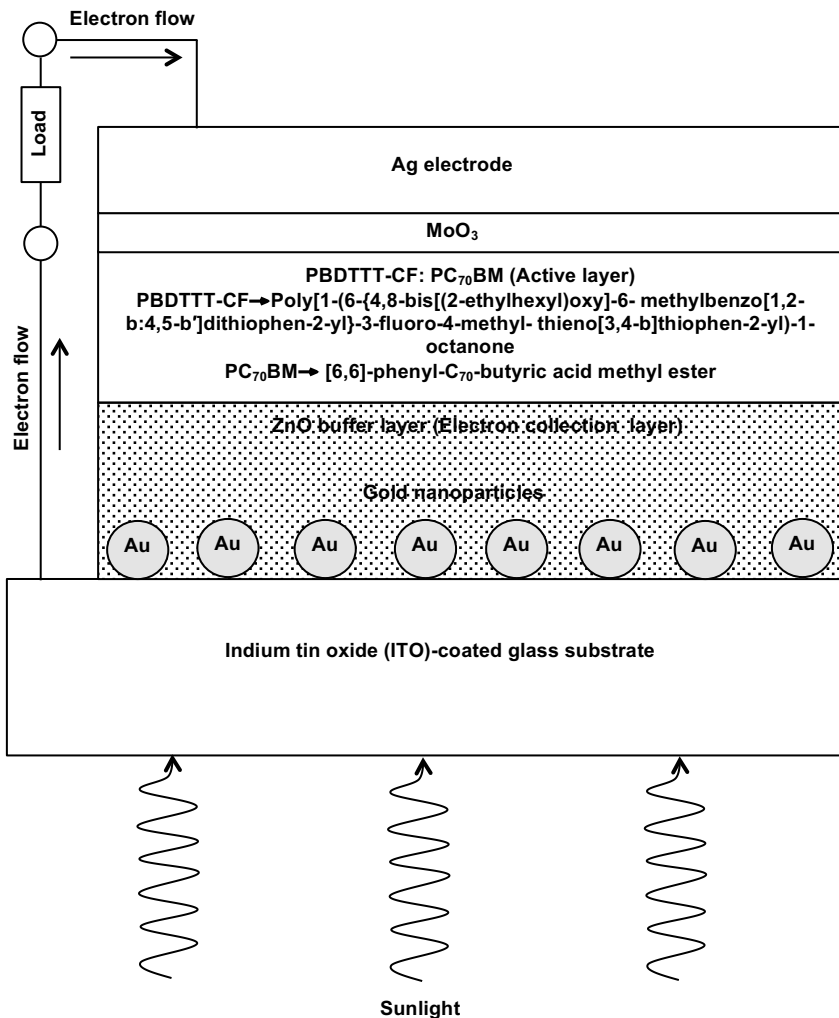 Electron flow
Load
Electron flow
Ag electrode
MoO₃
PBDTTT-CF: PC₇₀BM (Active layer)
PBDTTT-CF→Poly[1-(6-{4,8-bis[(2-ethylhexyl)oxy]-6- methylbenzo[1,2-
b:4,5-b′]dithiophen-2-yl}-3-fluoro-4-methyl- thieno[3,4-b]thiophen-2-yl)-1-
octanone
PC₇₀BM→ [6,6]-phenyl-C₇₀-butyric acid methyl ester
ZnO buffer layer (Electron collection layer)
Gold nanoparticles
Au Au Au Au Au Au Au Au
Indium tin oxide (ITO)-coated glass substrate
Sunlight